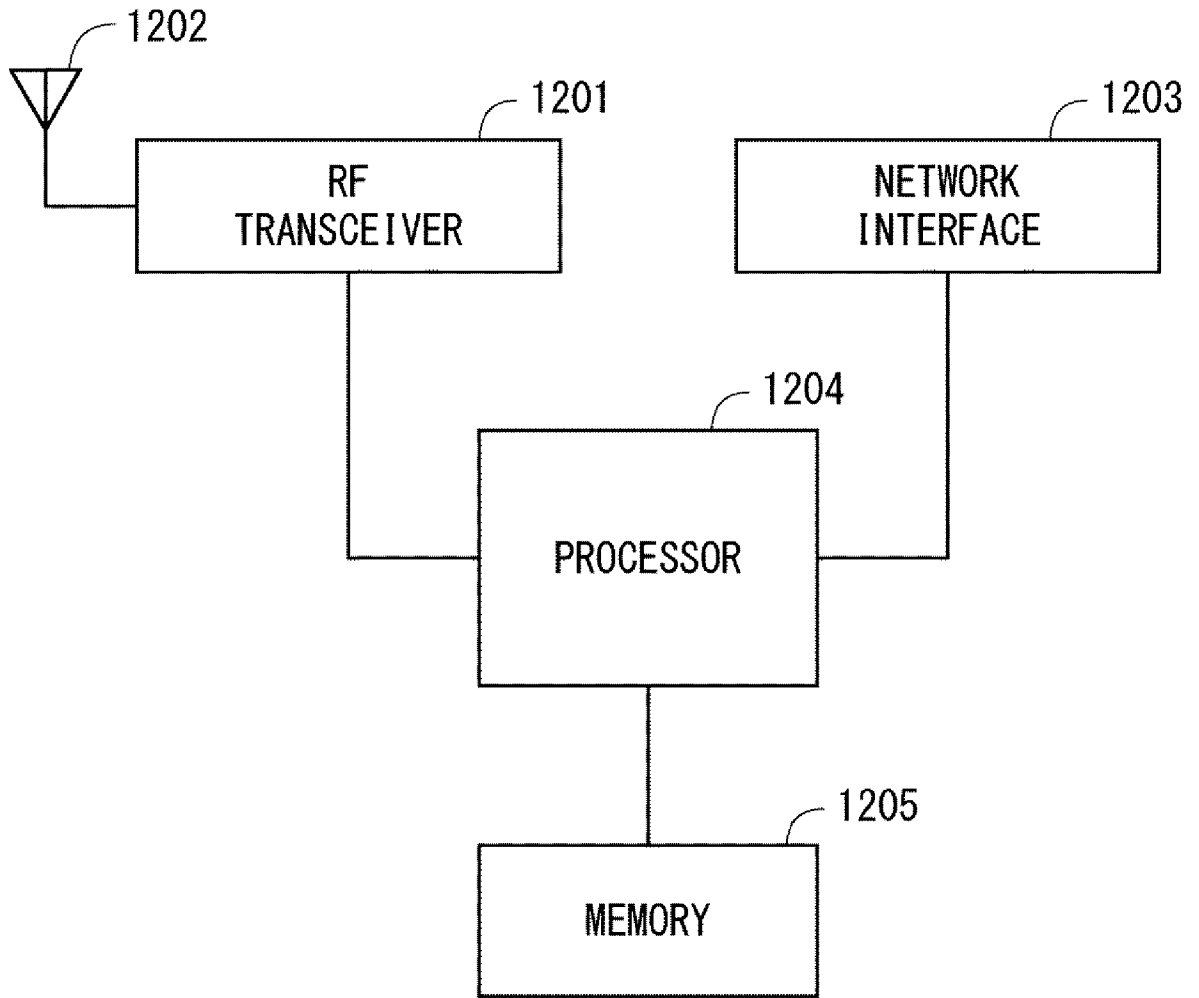 1202
1201
1203
RF
TRANSCEIVER
NETWORK
INTERFACE
1204
PROCESSOR
1205
MEMORY